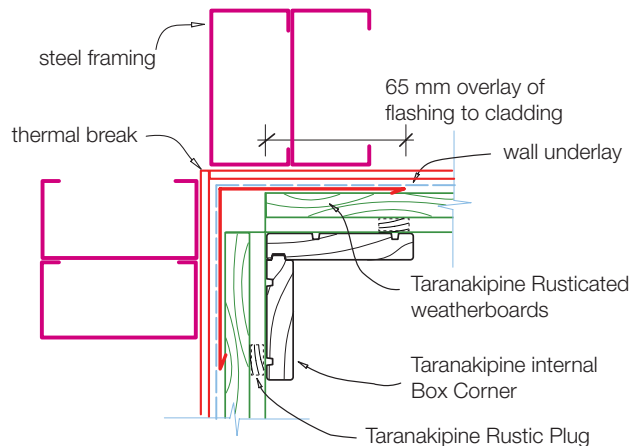 steel framing
65 mm overlay of
flashing to cladding
thermal break
wall underlay
Taranakipine Rusticated
weatherboards
Taranakipine internal
Box Corner
Taranakipine Rustic Plug